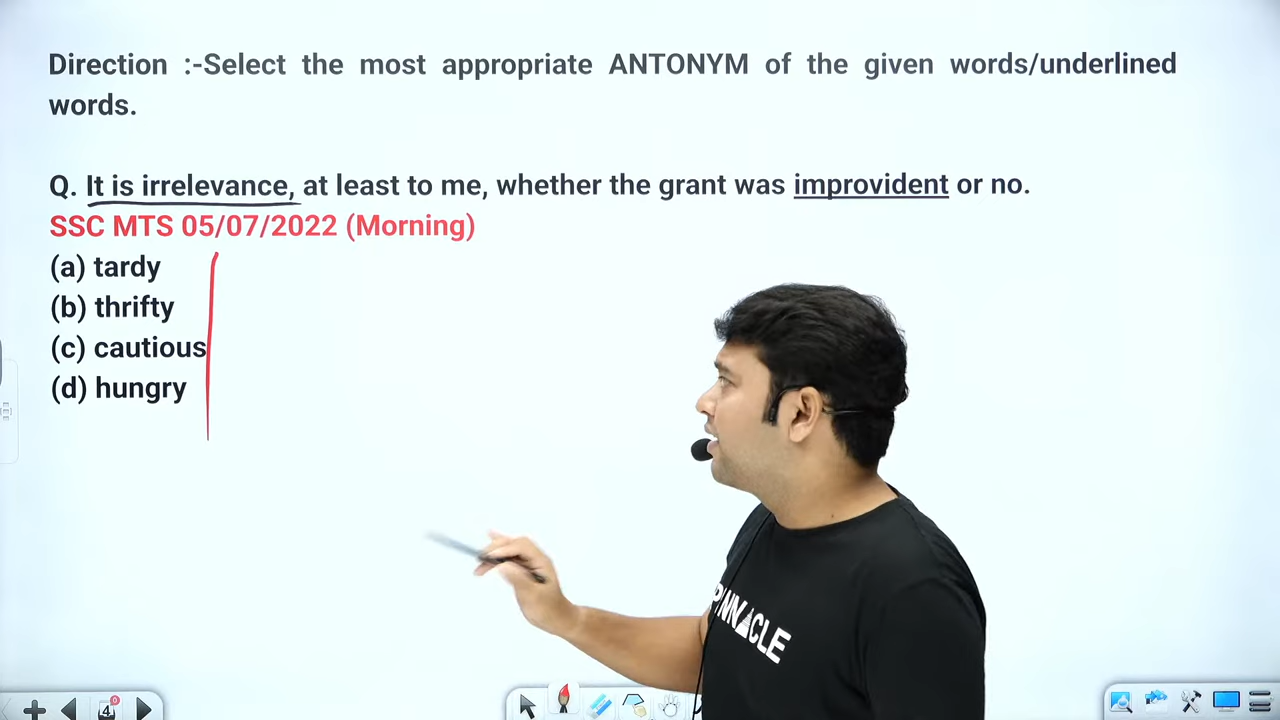 Direction :-Select the most appropriate ANTONYM of the given words/underlined
words.
Q. It is irrelevance, at least to me, whether the grant was improvident or no.
SSC MTS 05/07/2022 (Morning)
(a) tardy
(b) thrifty
(c) cautious
(d) hungry
PINNACLE
4